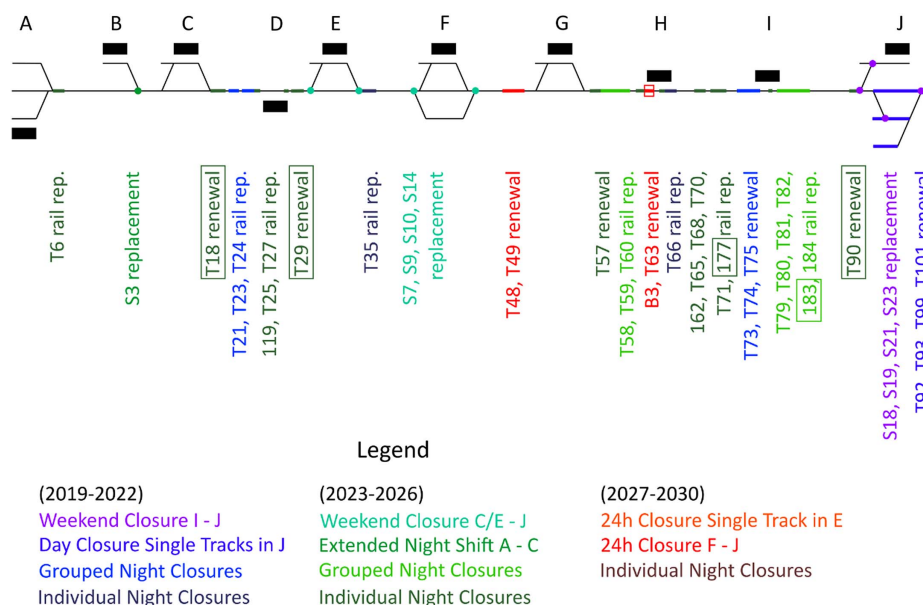 A B C D E F G H I J
T6 rail rep.
S3 replacement
T18 renewal
T21, T23, T24 rail rep.
119, T25, T27 rail rep.
T29 renewal
T35 rail rep.
S7, S9, S10, S14
replacement
T48, T49 renewal
T57 renewal
T58, T59, T60 rail rep.
B3, T63 renewal
T66 rail rep.
162, T65, T68, T70,
T71, 177 rail rep.
T73, T74, T75 renewal
T79, T80, T81, T82,
183, 184 rail rep.
T90 renewal
S18, S19, S21, S23 replacement
T92, T93, T99, T101 renewal
Legend
(2019-2022)
Weekend Closure I - J
Day Closure Single Tracks in J
Grouped Night Closures
Individual Night Closures
(2023-2026)
Weekend Closure C/E - J
Extended Night Shift A - C
Grouped Night Closures
Individual Night Closures
(2027-2030)
24h Closure Single Track in E
24h Closure F - J
Individual Night Closures